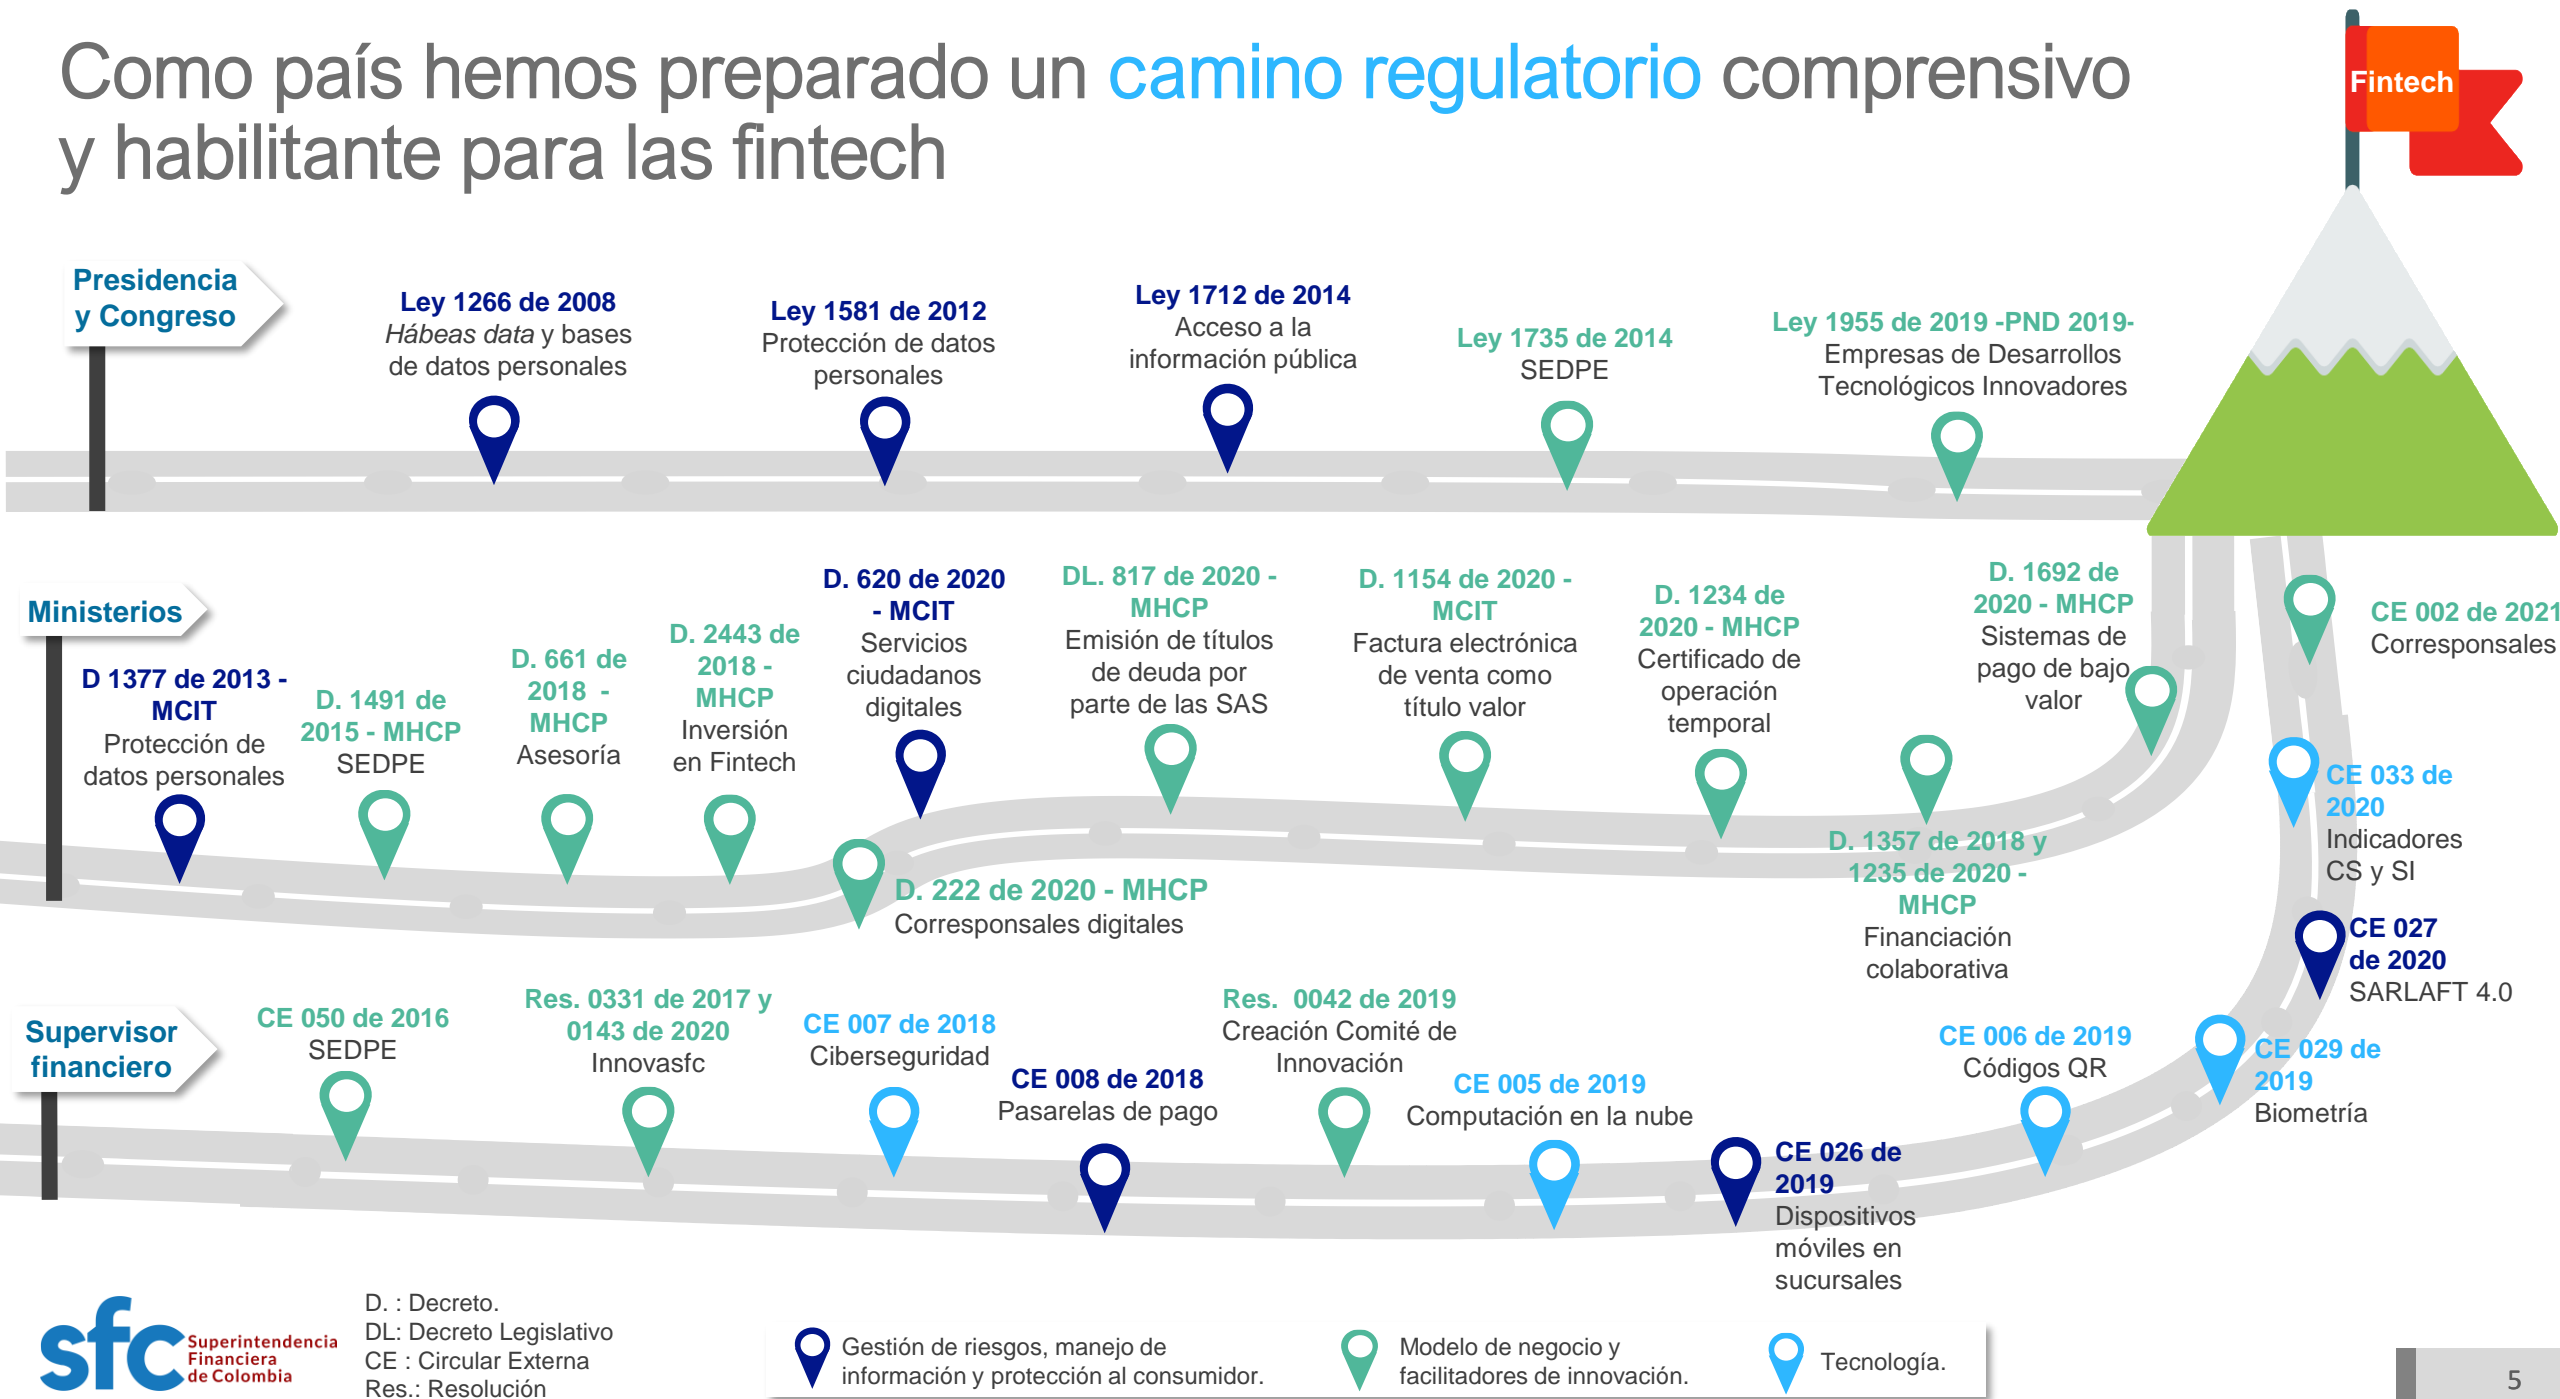 Como país hemos preparado un camino regulatorio comprensivo
y habilitante para las fintech
Fintech
Presidencia
y Congreso
Ley 1266 de 2008
Hábeas data y bases
de datos personales
Ley 1581 de 2012
Protección de datos
personales
Ley 1712 de 2014
Acceso a la
información pública
Ley 1735 de 2014
SEDPE
Ley 1955 de 2019 -PND 2019-
Empresas de Desarrollos
Tecnológicos Innovadores
Ministerios
D 1377 de 2013 -
MCIT
Protección de
datos personales
D. 1491 de
2015 - MHCP
SEDPE
D. 661 de
2018 -
MHCP
Asesoría
D. 2443 de
2018 -
MHCP
Inversión
en Fintech
D. 620 de 2020
- MCIT
Servicios
ciudadanos
digitales
D. 222 de 2020 - MHCP
Corresponsales digitales
DL. 817 de 2020 -
MHCP
Emisión de títulos
de deuda por
parte de las SAS
D. 1154 de 2020 -
MCIT
Factura electrónica
de venta como
título valor
D. 1234 de
2020 - MHCP
Certificado de
operación
temporal
D. 1357 de 2018 y
1235 de 2020 -
MHCP
Financiación
colaborativa
D. 1692 de
2020 - MHCP
Sistemas de
pago de bajo
valor
Supervisor
financiero
CE 050 de 2016
SEDPE
Res. 0331 de 2017 y
0143 de 2020
Innovasfc
CE 007 de 2018
Ciberseguridad
CE 008 de 2018
Pasarelas de pago
Res. 0042 de 2019
Creación Comité de
Innovación
CE 005 de 2019
Computación en la nube
CE 026 de
2019
Dispositivos
móviles en
sucursales
CE 006 de 2019
Códigos QR
CE 029 de
2019
Biometría
CE 027
de 2020
SARLAFT 4.0
CE 033 de
2020
Indicadores
CS y SI
CE 002 de 2021
Corresponsales
sfc
Superintendencia
Financiera
de Colombia
D. : Decreto.
DL: Decreto Legislativo
CE : Circular Externa
Res.: Resolución
Gestión de riesgos, manejo de
información y protección al consumidor.
Modelo de negocio y
facilitadores de innovación.
Tecnología.
5